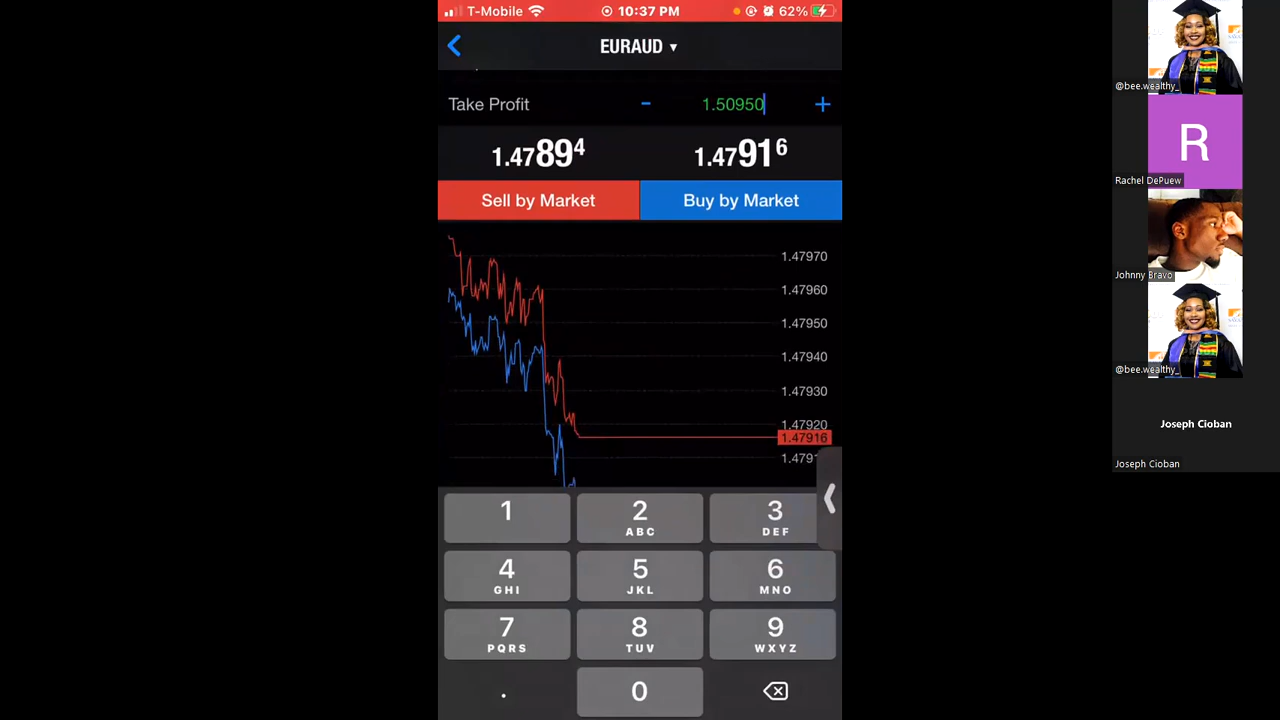 T-Mobile 10:37 PM 62%
EURAUD ▼
Take Profit - 1.50950 +
1.47894 1.47916
Sell by Market Buy by Market
1.47970
1.47960
1.47950
1.47940
1.47930
1.47920
1.47916
1.4791
1 2 3
ABC DEF
4 5 6
GHI JKL MNO
7 8 9
PQRS TUV WXYZ
. 0
@bee.wealthy_
R
Rachel DePuew
Johnny Bravo
@bee.wealthy_
Joseph Cioban
Joseph Cioban